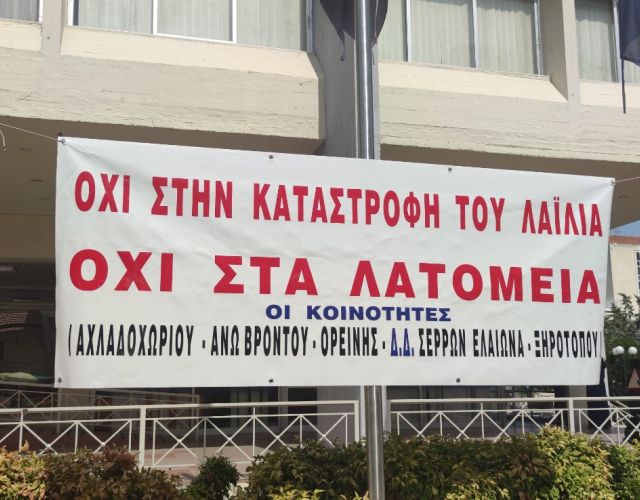 ΟΧΙ ΣΤΗΝ ΚΑΤΑΣΤΡΟΦΗ ΤΟΥ ΛΑΪΛΙΑ
ΟΧΙ ΣΤΑ ΛΑΤΟΜΕΙΑ
ΟΙ ΚΟΙΝΟΤΗΤΕΣ
( ΑΧΛΑΔΟΧΩΡΙΟΥ - ΑΝΩ ΒΡΟΝΤΟΥ - ΟΡΕΙΝΗΣ - Δ.Δ. ΣΕΡΡΩΝ ΕΛΑΙΩΝΑ - ΞΗΡΟΤΟΠΟΥ )